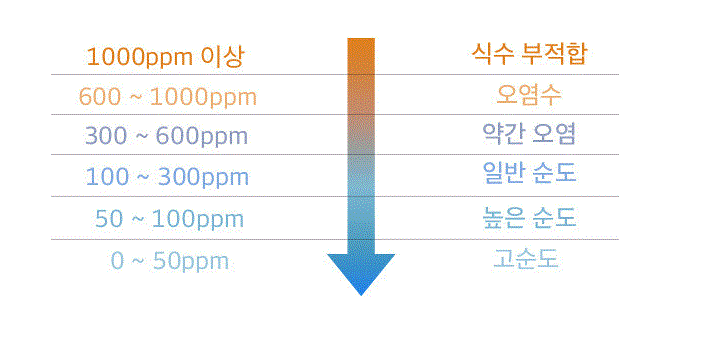 1000ppm 이상 식수 부적합
600 ~ 1000ppm 오염수
300 ~ 600ppm 약간 오염
100 ~ 300ppm 일반 순도
50 ~ 100ppm 높은 순도
0 ~ 50ppm 고순도